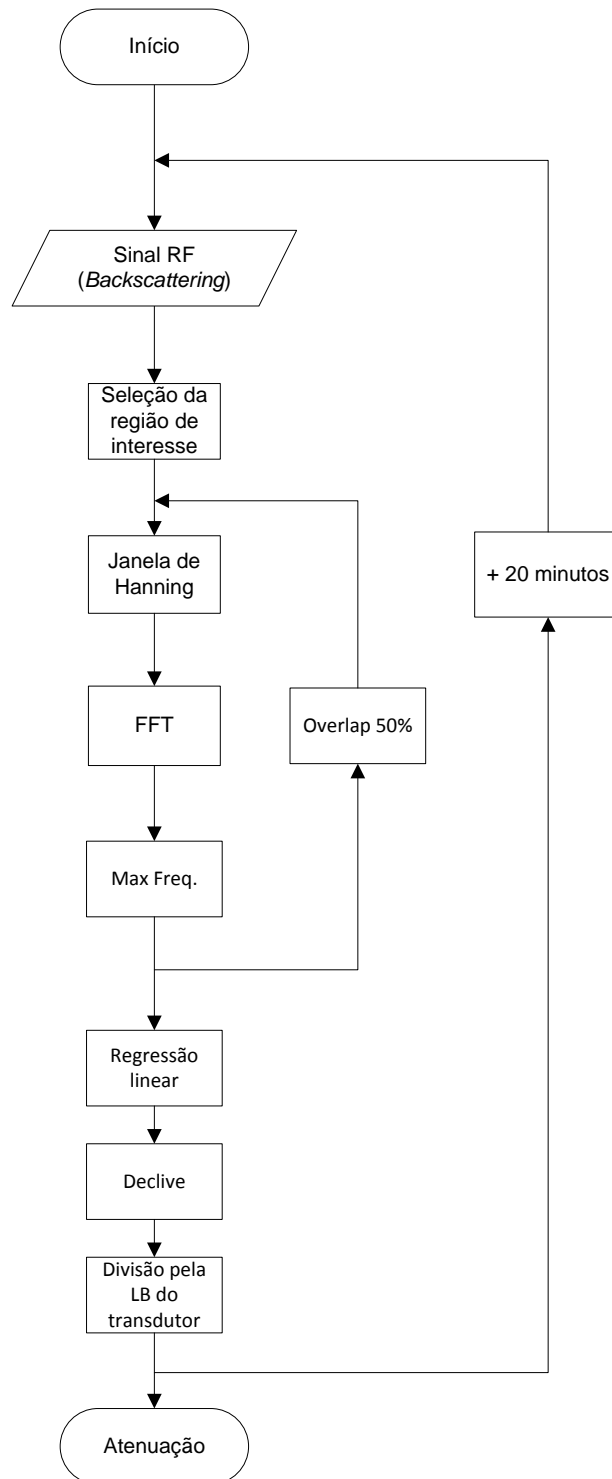 Início
Sinal RF
(Backscattering)
Seleção da
região de
interesse
Janela de
Hanning
+ 20 minutos
FFT
Overlap 50%
Max Freq.
Regressão
linear
Declive
Divisão pela
LB do
transdutor
Atenuação